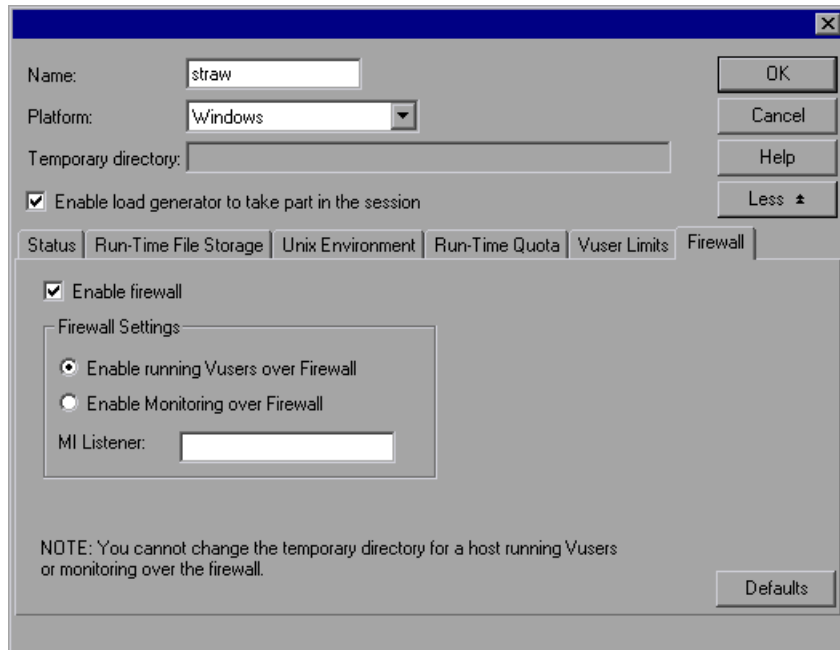 Name: straw
OK
Platform: Windows
Cancel
Temporary directory:
Help
Enable load generator to take part in the session
Less
Status Run-Time File Storage Unix Environment Run-Time Quota Vuser Limits Firewall
Enable firewall
Firewall Settings
Enable running Vusers over Firewall
Enable Monitoring over Firewall
MI Listener:
NOTE: You cannot change the temporary directory for a host running Vusers
or monitoring over the firewall.
Defaults